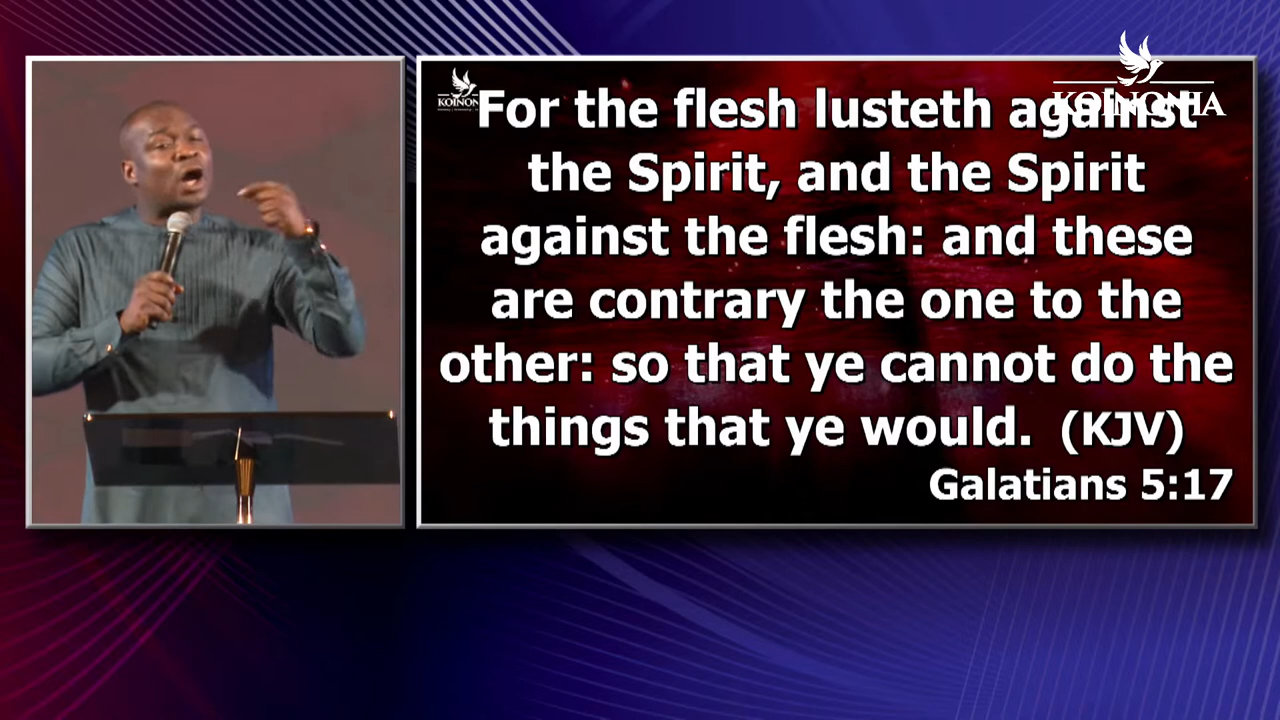 KOINONIA
For the flesh lusteth against
the Spirit, and the Spirit
against the flesh: and these
are contrary the one to the
other: so that ye cannot do the
things that ye would. (KJV)
Galatians 5:17